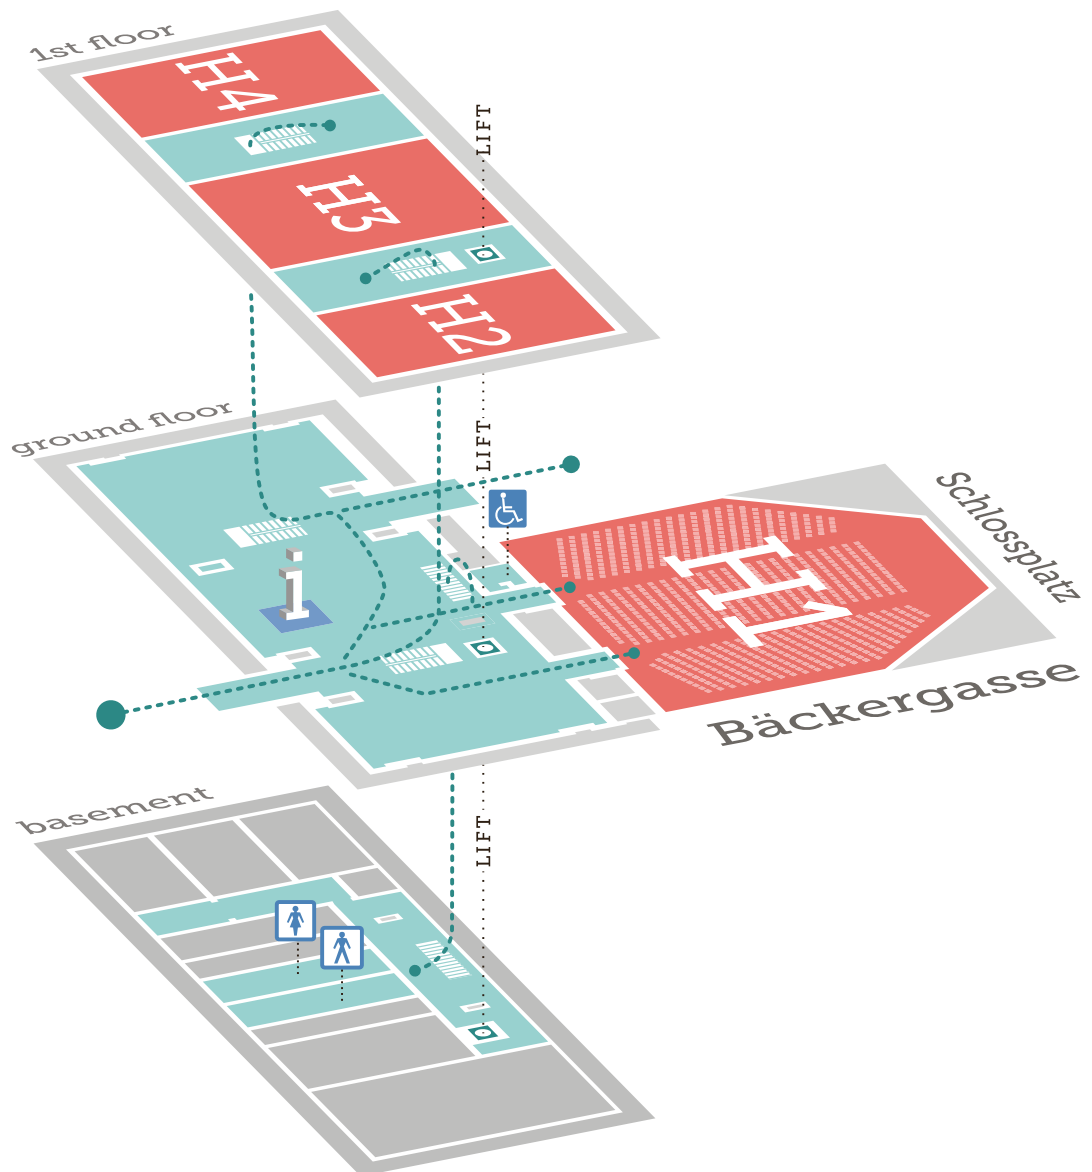 1st floor
H4
LIFT
H3
H2
ground floor
LIFT
i
H1
Schlossplatz
Bäckergasse
basement
LIFT